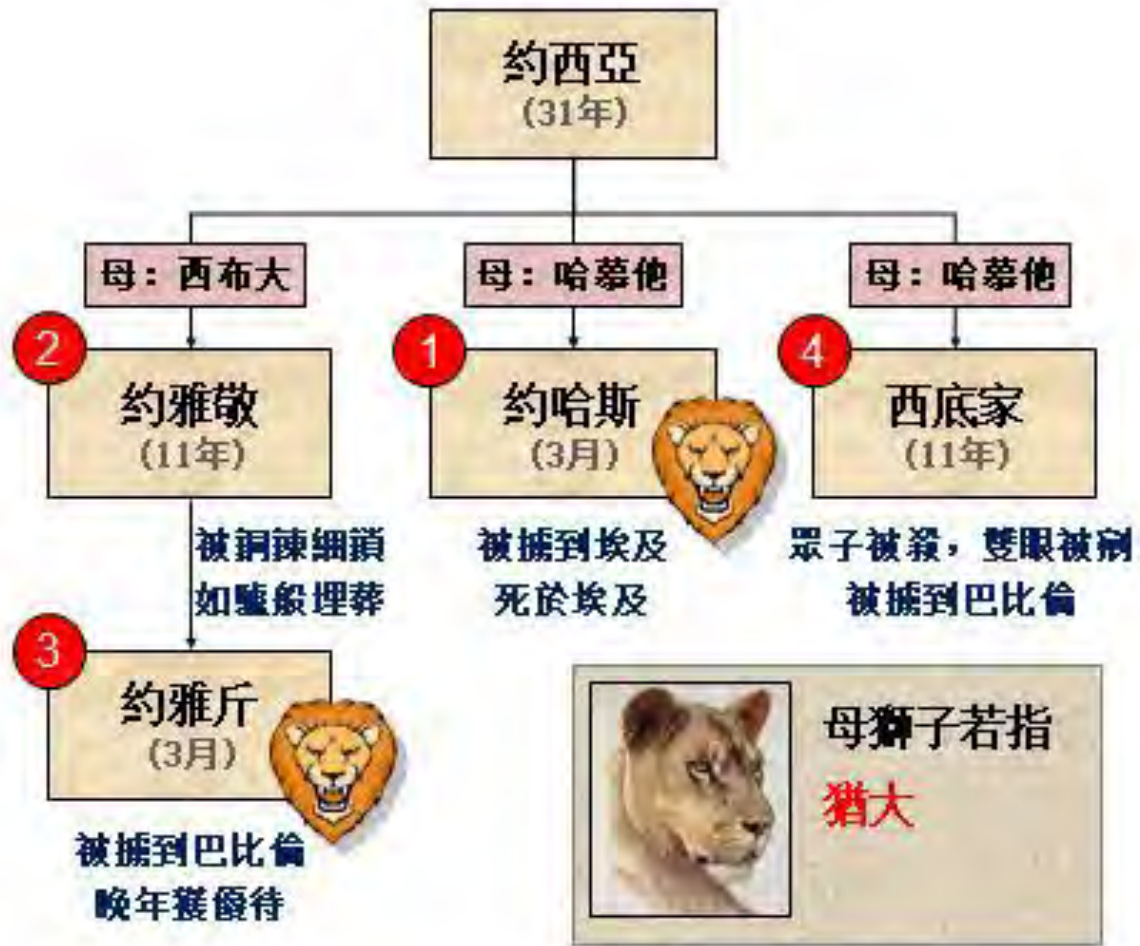 約西亞
(31年)
母：西布大
母：哈慕他
母：哈慕他
2
約雅敬
(11年)
1
約哈斯
(3月)
4
西底家
(11年)
被銅鍊細鎖
如驢般埋葬
被擄到埃及
死於埃及
眾子被殺，雙眼被剜
被擄到巴比倫
3
約雅斤
(3月)
被擄到巴比倫
晚年獲優待
母獅子若指
猶大